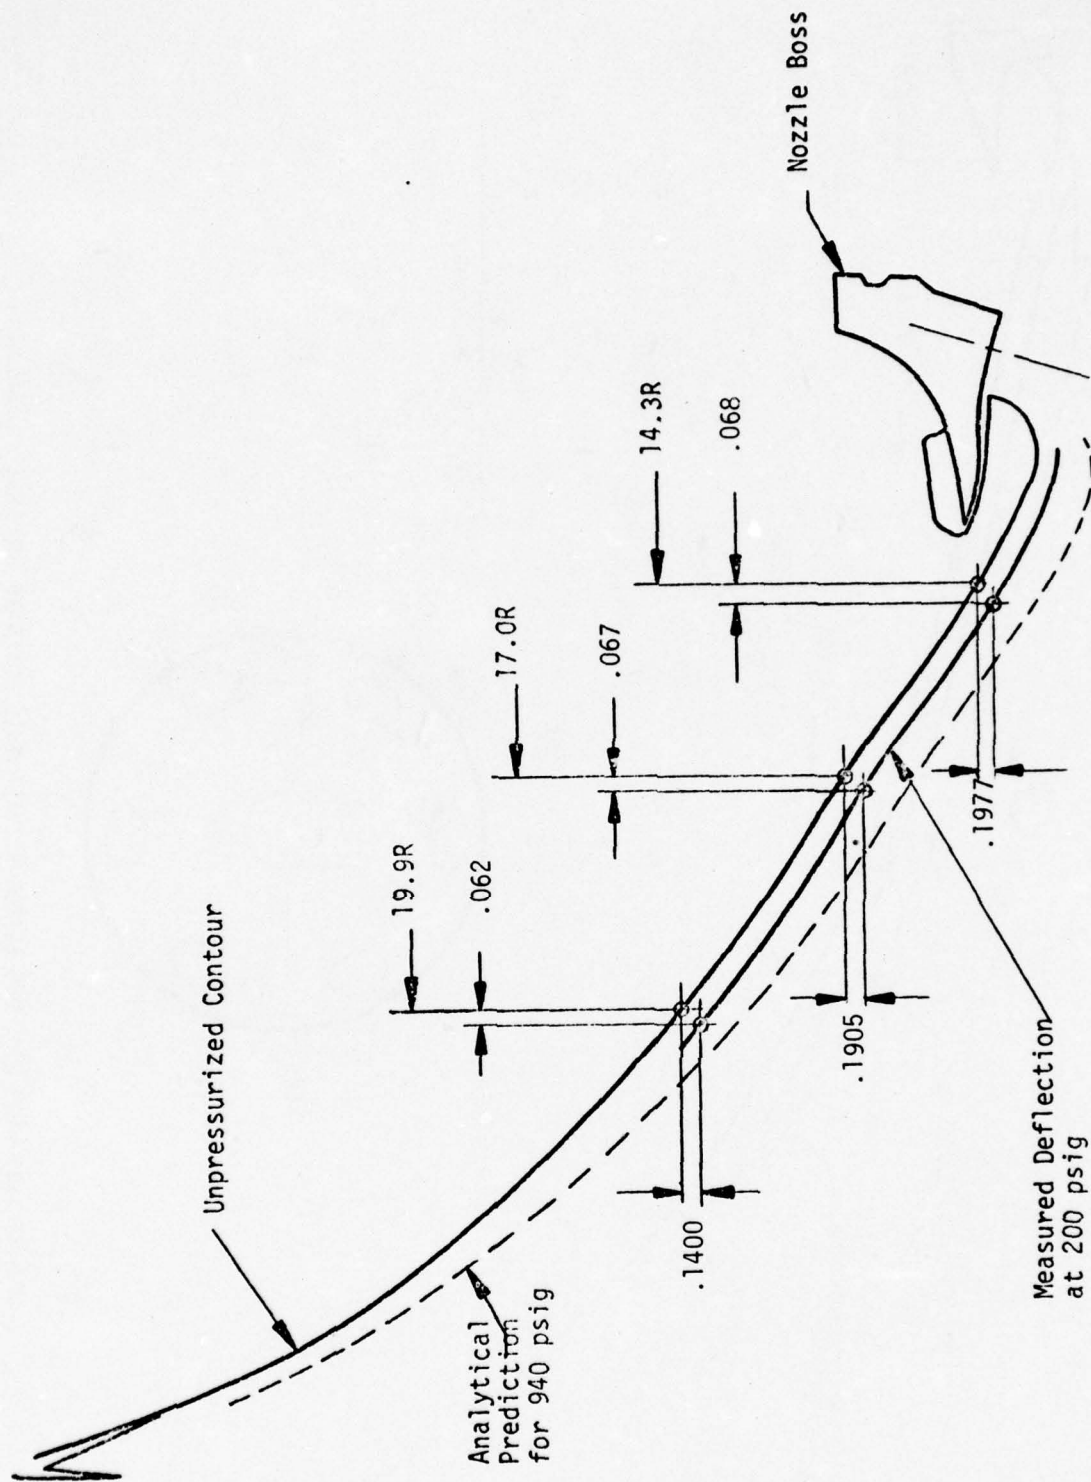 Unpressurized Contour
Analytical
Prediction
for 940 psig
19.9R
.062
17.0R
.067
14.3R
.068
Nozzle Boss
.1400
.1905
.1977
Measured Deflection
at 200 psig